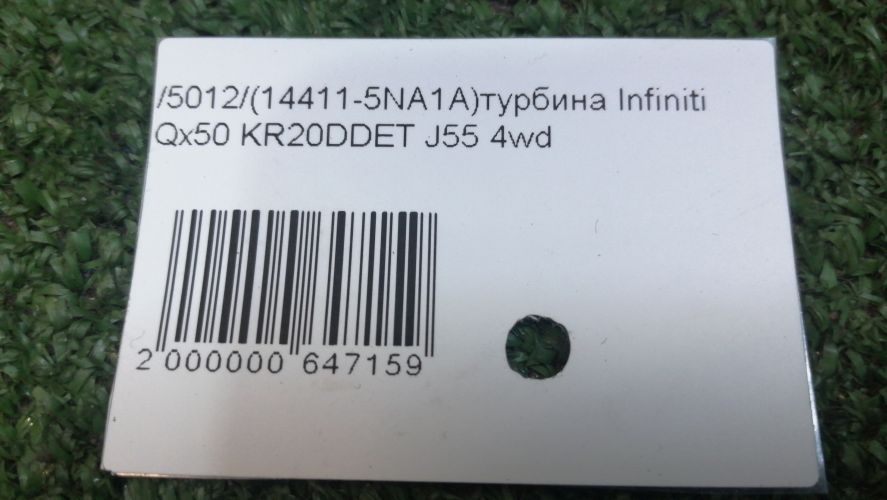 /5012/(14411-5NA1A)турбина Infiniti
Qx50 KR20DDET J55 4wd
2 000000 647159